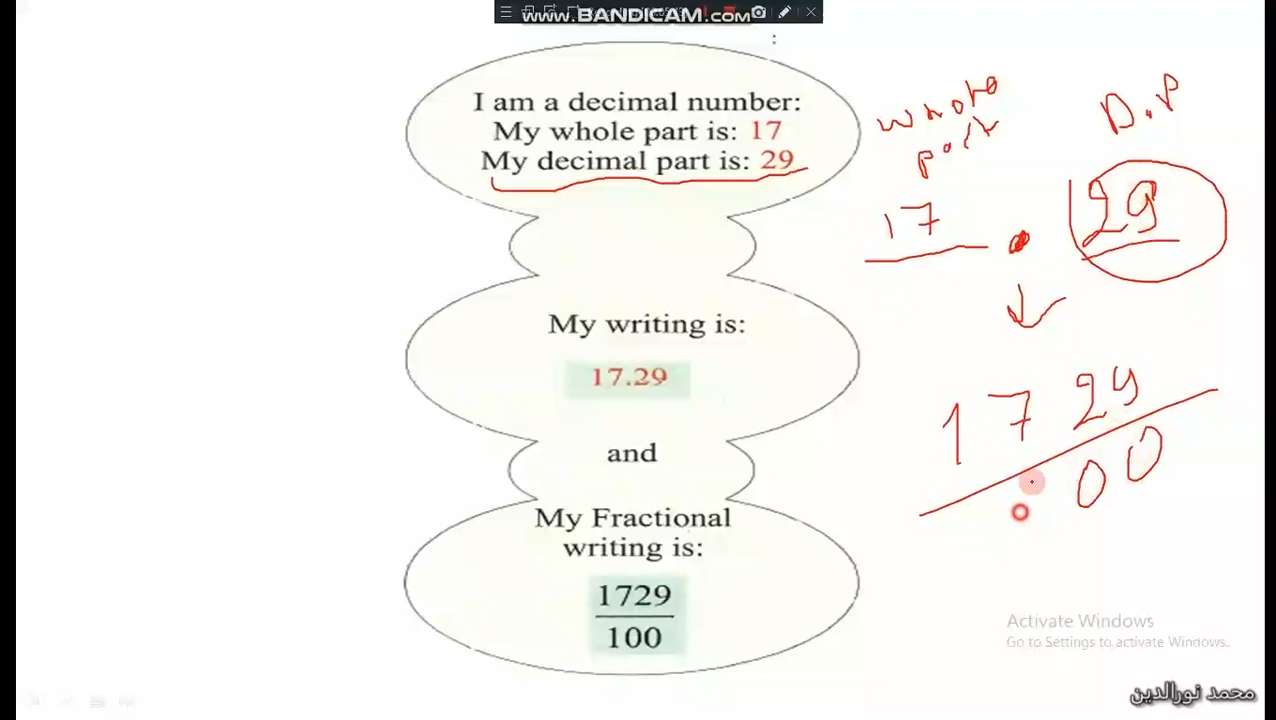 www.BANDICAM.com
I am a decimal number:
My whole part is: 17
My decimal part is: 29
My writing is:
17.29
and
My Fractional
writing is:
1729
100
whole
part
D.P
17 . 29
1729
00
Activate Windows
Go to Settings to activate Windows.
محمد نورالدين